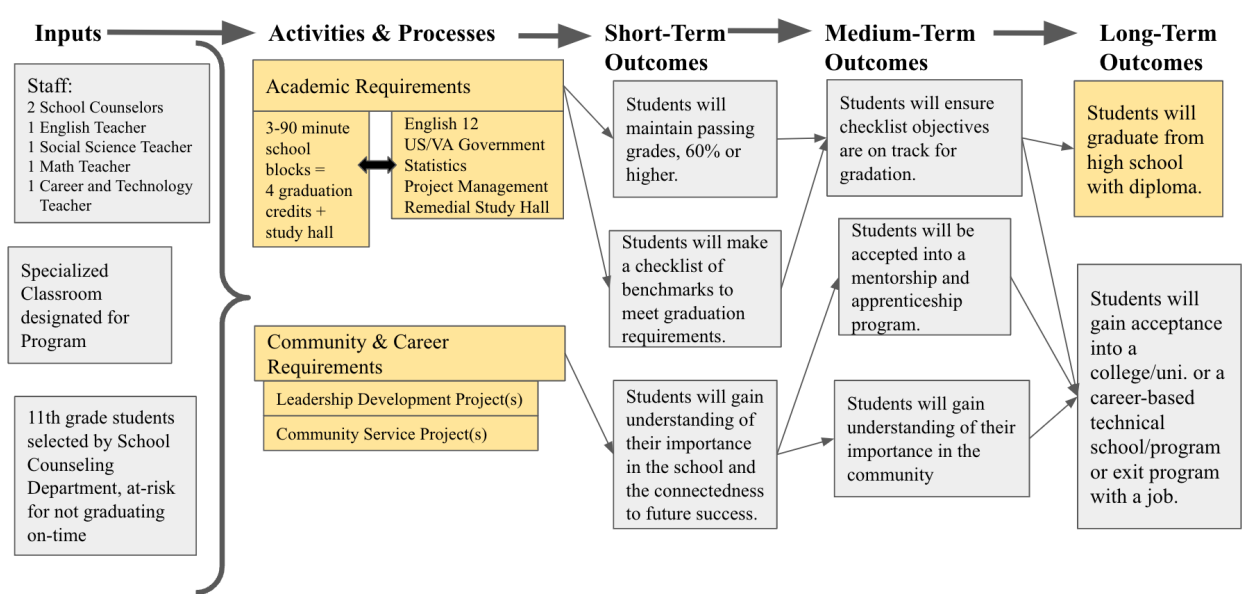 Inputs
Activities & Processes
Short-Term
Outcomes
Medium-Term
Outcomes
Long-Term
Outcomes
Staff:
2 School Counselors
1 English Teacher
1 Social Science Teacher
1 Math Teacher
1 Career and Technology
Teacher
Specialized
Classroom
designated for
Program
11th grade students
selected by School
Counseling
Department, at-risk
for not graduating
on-time
Academic Requirements
3-90 minute
school
blocks =
4 graduation
credits +
study hall
English 12
US/VA Government
Statistics
Project Management
Remedial Study Hall
Community & Career
Requirements
Leadership Development Project(s)
Community Service Project(s)
Students will
maintain passing
grades, 60% or
higher.
Students will make
a checklist of
benchmarks to
meet graduation
requirements.
Students will gain
understanding of
their importance
in the school and
the connectedness
to future success.
Students will ensure
checklist objectives
are on track for
gradation.
Students will be
accepted into a
mentorship and
apprenticeship
program.
Students will gain
understanding of their
importance in the
community
Students will
graduate from
high school
with diploma.
Students will
gain acceptance
into a
college/uni. or a
career-based
technical
school/program
or exit program
with a job.